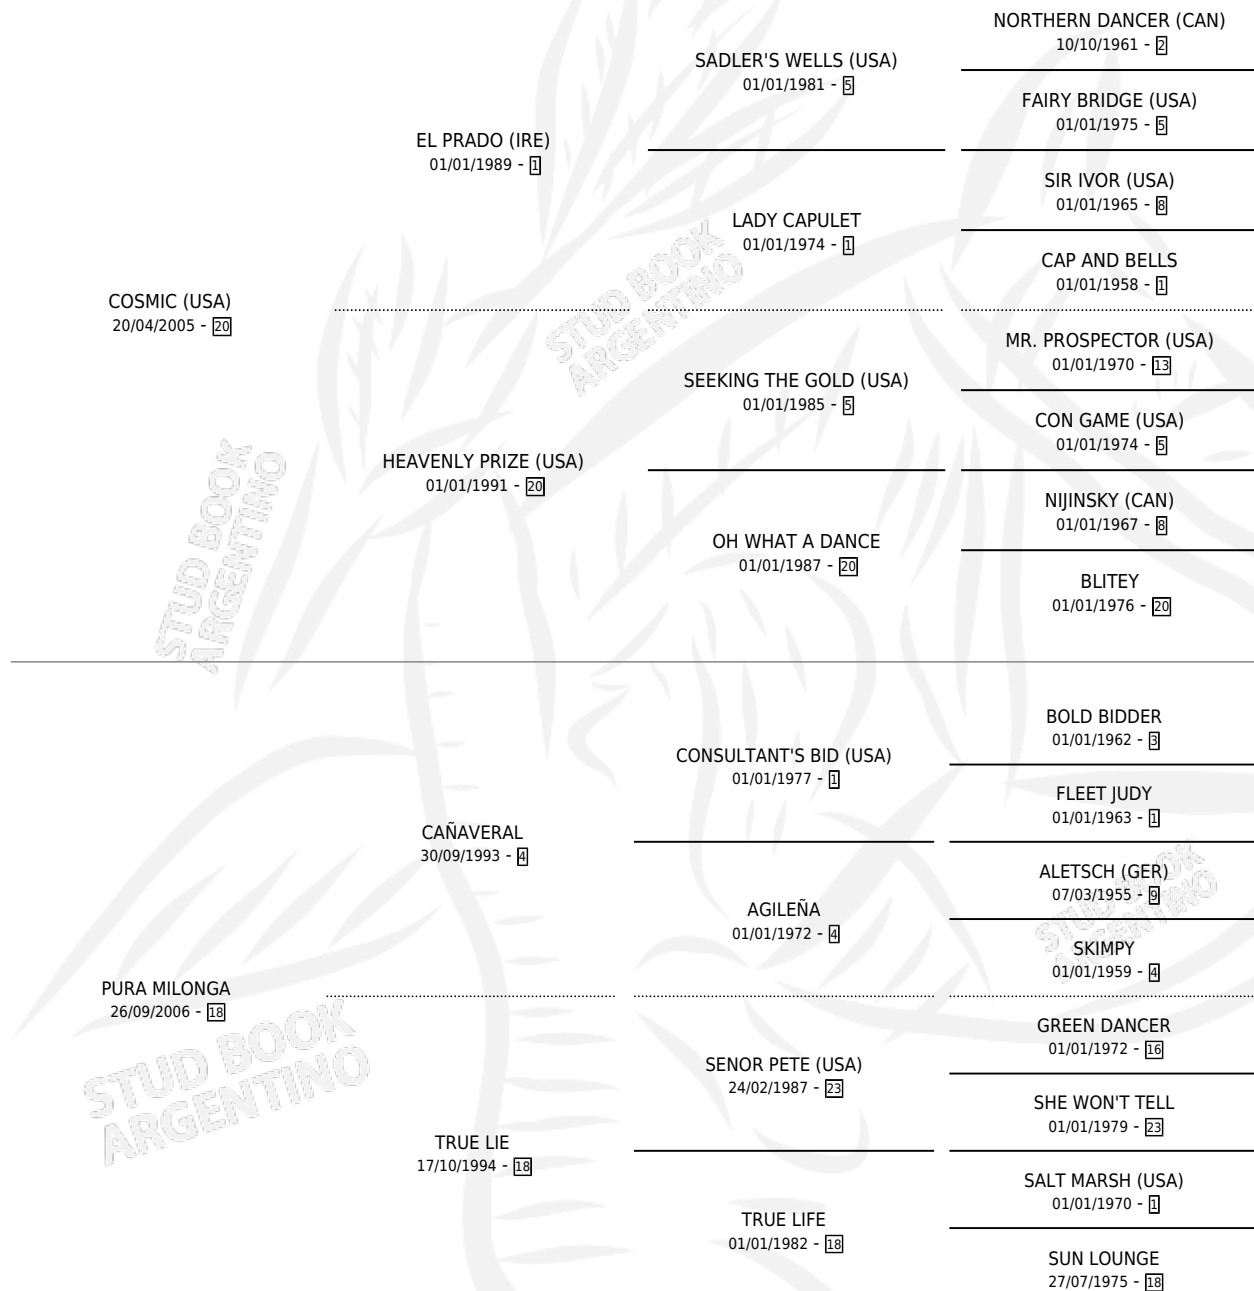 NORTHERN DANCER (CAN)
10/10/1961 - 2
SADLER'S WELLS (USA)
01/01/1981 - 5
FAIRY BRIDGE (USA)
01/01/1975 - 5
EL PRADO (IRE)
01/01/1989 - 1
SIR IVOR (USA)
01/01/1965 - 8
LADY CAPULET
01/01/1974 - 1
CAP AND BELLS
01/01/1958 - 1
COSMIC (USA)
20/04/2005 - 20
MR. PROSPECTOR (USA)
01/01/1970 - 13
SEEKING THE GOLD (USA)
01/01/1985 - 5
CON GAME (USA)
01/01/1974 - 5
HEAVENLY PRIZE (USA)
01/01/1991 - 20
NIJINSKY (CAN)
01/01/1967 - 8
OH WHAT A DANCE
01/01/1987 - 20
BLITEY
01/01/1976 - 20
BOLD BIDDER
01/01/1962 - 3
CONSULTANT'S BID (USA)
01/01/1977 - 1
FLEET JUDY
01/01/1963 - 1
CAÑAVERAL
30/09/1993 - 4
ALETSCH (GER)
07/03/1955 - 9
AGILEÑA
01/01/1972 - 4
SKIMPY
01/01/1959 - 4
PURA MILONGA
26/09/2006 - 18
GREEN DANCER
01/01/1972 - 16
SENOR PETE (USA)
24/02/1987 - 23
SHE WON'T TELL
01/01/1979 - 23
TRUE LIE
17/10/1994 - 18
SALT MARSH (USA)
01/01/1970 - 1
TRUE LIFE
01/01/1982 - 18
SUN LOUNGE
27/07/1975 - 18
STUD BOOK
ARGENTINO
STUD BOOK
ARGENTINO
STUD BOOK
ARGENTINO
STUD BOOK
ARGENTINO